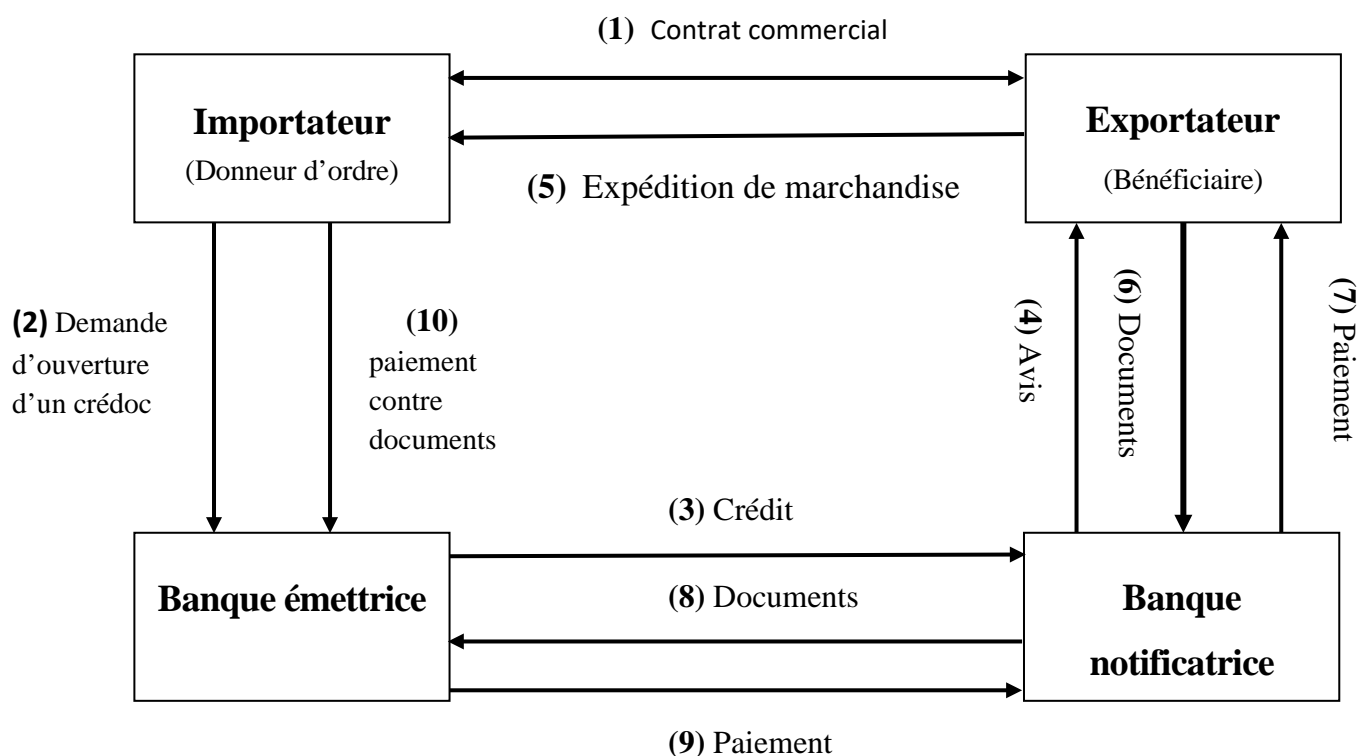 (1) Contrat commercial
Importateur
(Donneur d’ordre)
Exportateur
(Bénéficiaire)
(5) Expédition de marchandise
(2) Demande
d’ouverture
d’un crédoc
(10)
paiement
contre
documents
(4) Avis
(6) Documents
(7) Paiement
(3) Crédit
Banque émettrice
(8) Documents
Banque
notificatrice
(9) Paiement